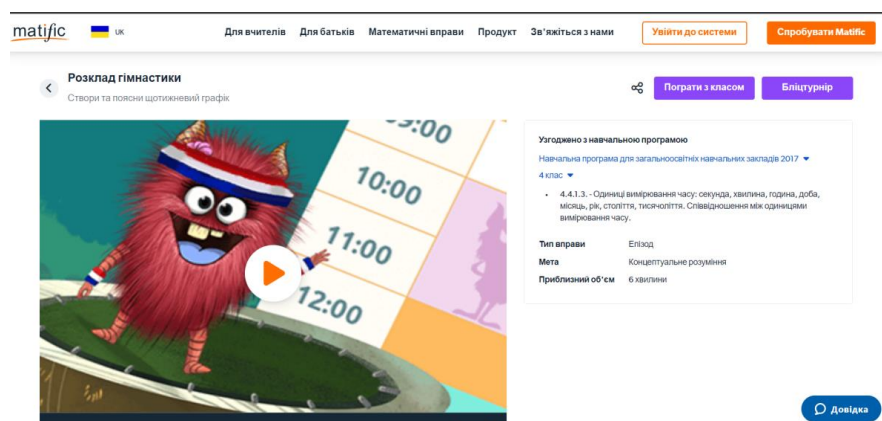 matific UK Для вчителів Для батьків Математичні вправи Продукт Зв'яжіться з нами Увійти до системи Спробувати Matific
Розклад гімнастики
Створи та поясни щотижневий графік
Пограти з класом Бліцтурнір
09:00
10:00
11:00
12:00
Узгоджено з навчальною програмою
Навчальна програма для загальноосвітніх навчальних закладів 2017
4 клас
4.4.1.3. - Одиниці вимірювання часу: секунда, хвилина, година, доба,
місяць, рік, століття, тисячоліття. Співвідношення між одиницями
вимірювання часу.
Тип вправи Епізод
Мета Концептуальне розуміння
Приблизний об'єм 6 хвилини
Довідка